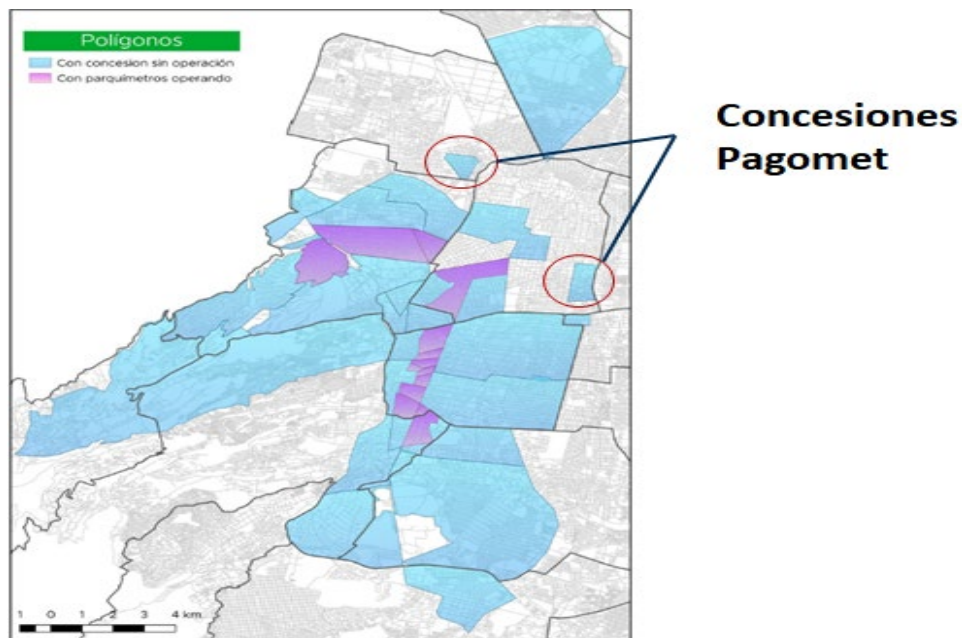 Polígonos
Con concesion sin operación
Con parquímetros operando
Concesiones
Pagomet
1 0 1 2 3 4 km